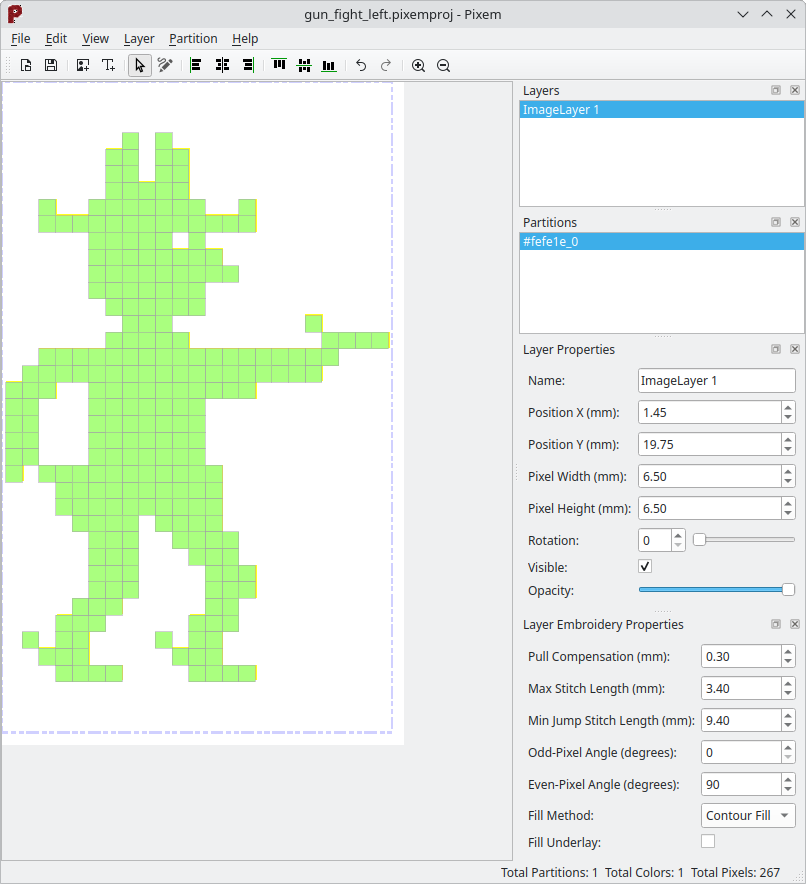 gun_fight_left.pixemproj - Pixem
File Edit View Layer Partition Help
Layers
ImageLayer 1
Partitions
#fefe1e_0
Layer Properties
Name: ImageLayer 1
Position X (mm): 1.45
Position Y (mm): 19.75
Pixel Width (mm): 6.50
Pixel Height (mm): 6.50
Rotation: 0
Visible:
Opacity:
Layer Embroidery Properties
Pull Compensation (mm): 0.30
Max Stitch Length (mm): 3.40
Min Jump Stitch Length (mm): 9.40
Odd-Pixel Angle (degrees): 0
Even-Pixel Angle (degrees): 90
Fill Method: Contour Fill
Fill Underlay:
Total Partitions: 1 Total Colors: 1 Total Pixels: 267